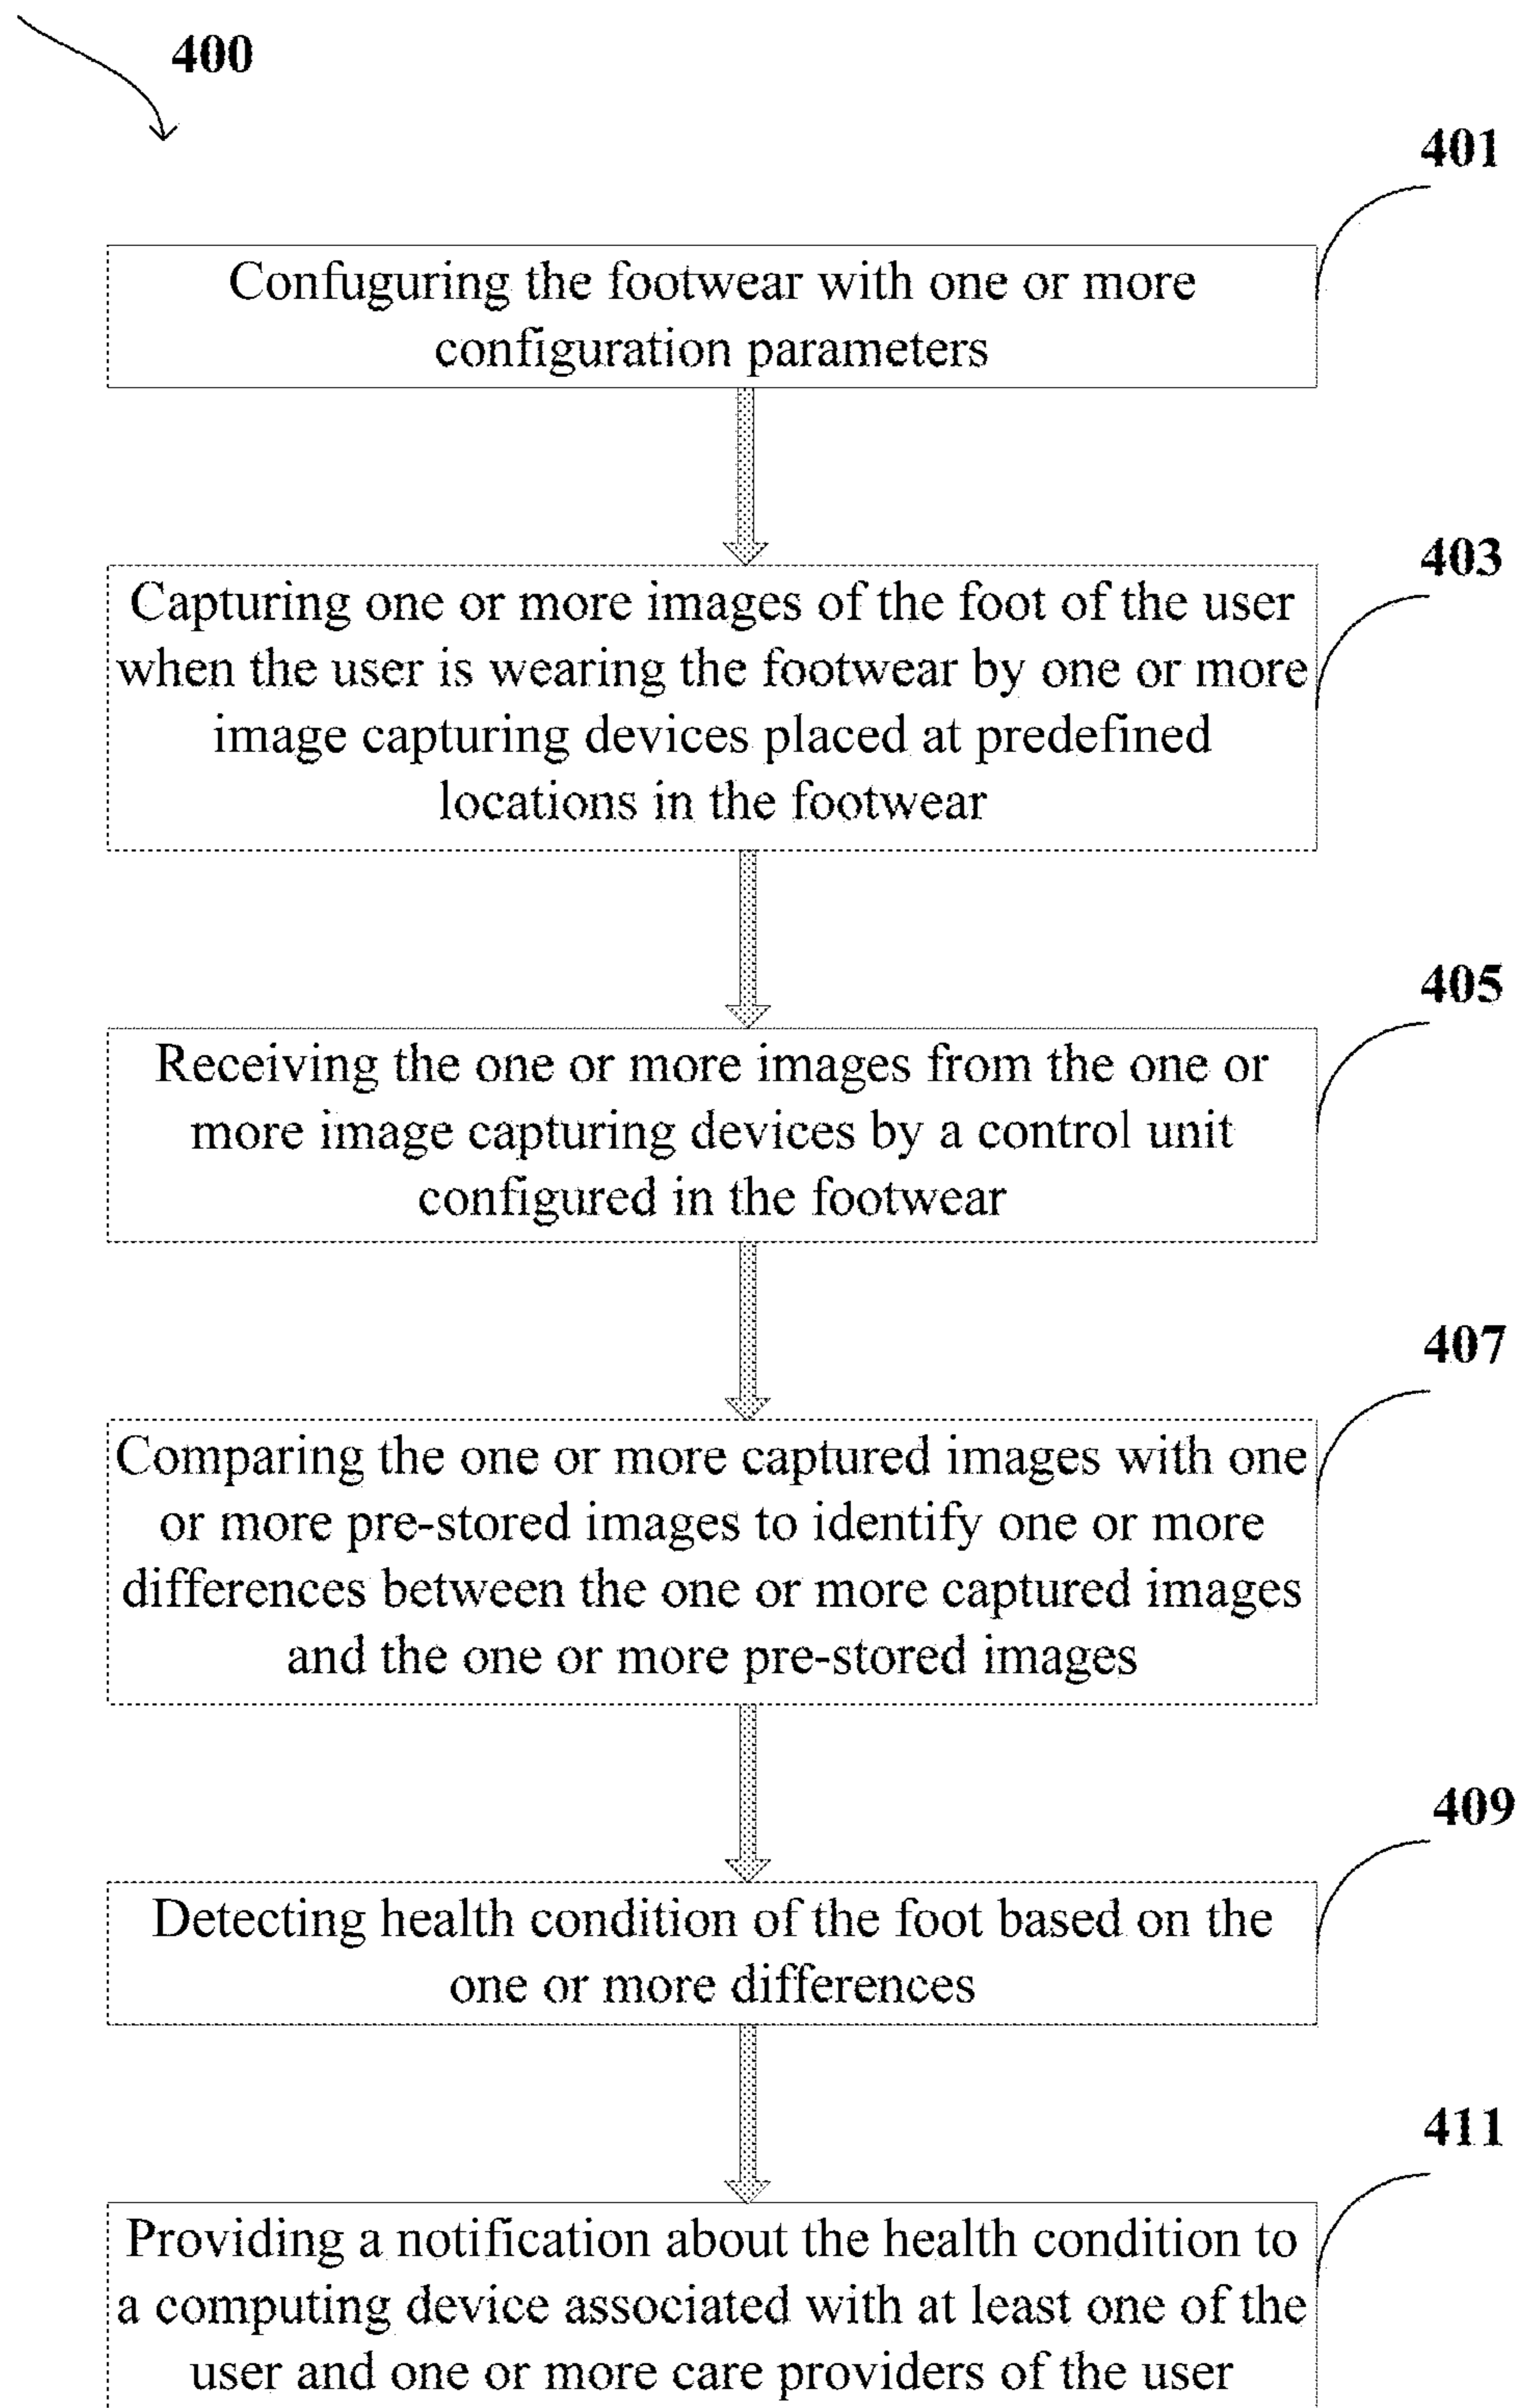 400
401
Confuguring the footwear with one or more
configuration parameters
403
Capturing one or more images of the foot of the user
when the user is wearing the footwear by one or more
image capturing devices placed at predefined
locations in the footwear
405
Receiving the one or more images from the one or
more image capturing devices by a control unit
configured in the footwear
407
Comparing the one or more captured images with one
or more pre-stored images to identify one or more
differences between the one or more captured images
and the one or more pre-stored images
409
Detecting health condition of the foot based on the
one or more differences
411
Providing a notification about the health condition to
a computing device associated with at least one of the
user and one or more care providers of the user